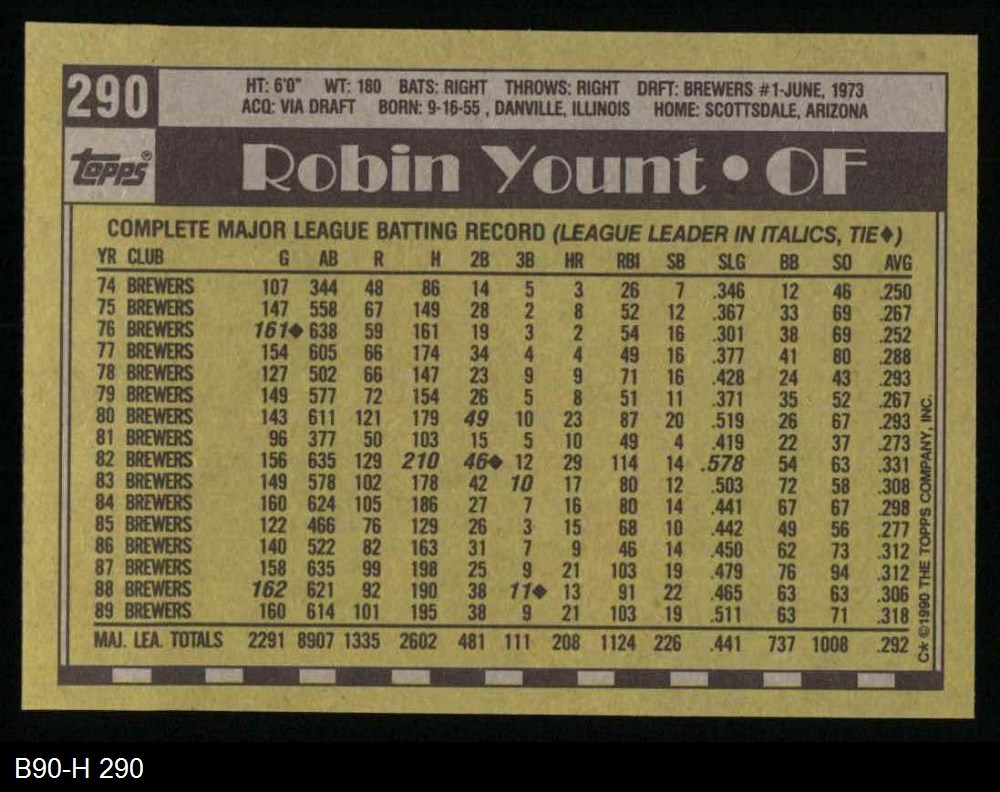 290
HT: 6'0" WT: 180 BATS: RIGHT THROWS: RIGHT DRFT: BREWERS #1-JUNE, 1973
ACQ: VIA DRAFT BORN: 9-16-55 , DANVILLE, ILLINOIS HOME: SCOTTSDALE, ARIZONA
topps®
Robin Yount • OF
COMPLETE MAJOR LEAGUE BATTING RECORD (LEAGUE LEADER IN ITALICS, TIE♦)
YR CLUB G AB R H 2B 3B HR RBI SB SLG BB SO AVG
74 BREWERS 107 344 48 86 14 5 3 26 7 .346 12 46 .250
75 BREWERS 147 558 67 149 28 2 8 52 12 .367 33 69 .267
76 BREWERS 161♦ 638 59 161 19 3 2 54 16 .301 38 69 .252
77 BREWERS 154 605 66 174 34 4 4 49 16 .377 41 80 .288
78 BREWERS 127 502 66 147 23 9 9 71 16 .428 24 43 .293
79 BREWERS 149 577 72 154 26 5 8 51 11 .371 35 52 .267
80 BREWERS 143 611 121 179 49 10 23 87 20 .519 26 67 .293
81 BREWERS 96 377 50 103 15 5 10 49 4 .419 22 37 .273
82 BREWERS 156 635 129 210 46♦ 12 29 114 14 .578 54 63 .331
83 BREWERS 149 578 102 178 42 10 17 80 12 .503 72 58 .308
84 BREWERS 160 624 105 186 27 7 16 80 14 .441 67 67 .298
85 BREWERS 122 466 76 129 26 3 15 68 10 .442 49 56 .277
86 BREWERS 140 522 82 163 31 7 9 46 14 .450 62 73 .312
87 BREWERS 158 635 99 198 25 9 21 103 19 .479 76 94 .312
88 BREWERS 162 621 92 190 38 11♦ 13 91 22 .465 63 63 .306
89 BREWERS 160 614 101 195 38 9 21 103 19 .511 63 71 .318
MAJ. LEA. TOTALS 2291 8907 1335 2602 481 111 208 1124 226 .441 737 1008 .292
C* ©1990 THE TOPPS COMPANY, INC.
B90-H 290